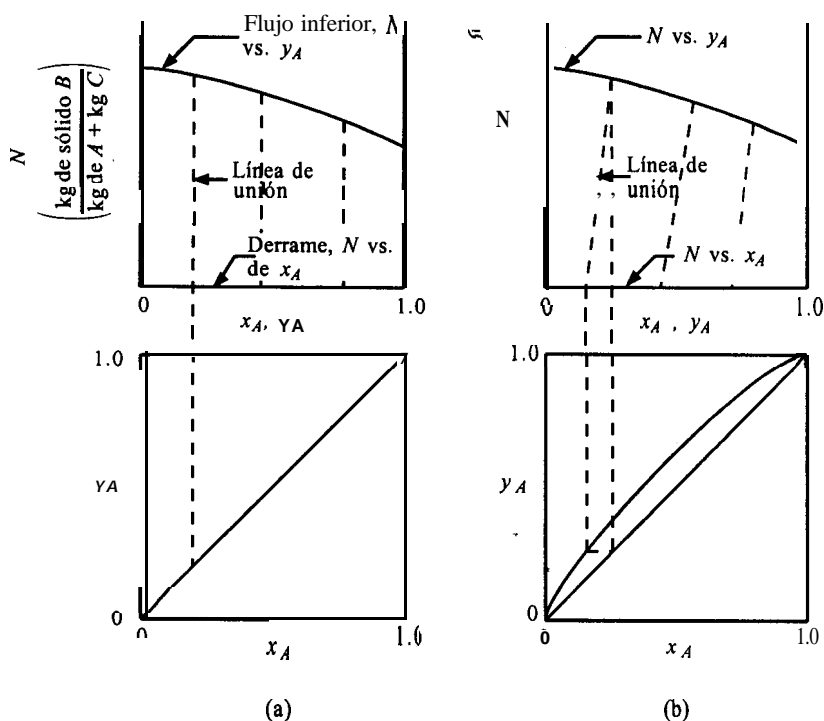 Flujo inferior, N
vs. y_A
N
(kg de sólido B
kg de A + kg C)
Línea de
unión
Derrame, N vs.
de x_A
0
1.0
x_A, YA
1.0
YA
0
0
1.0
x_A
(a)
N vs. y_A
N
Línea de
unión
N vs. x_A
0
1.0
x_A , y_A
1.0
y_A
0
0
1.0
x_A
(b)